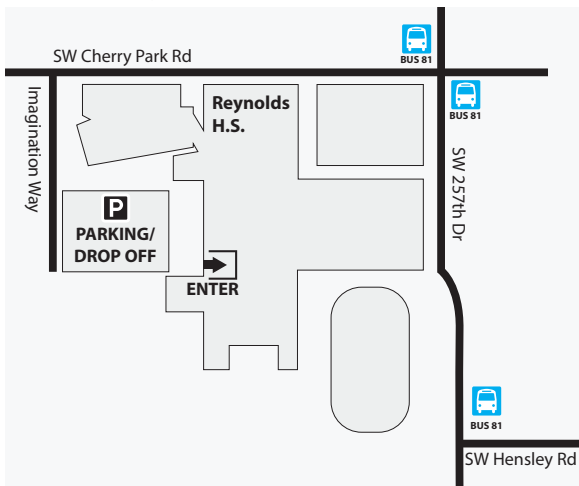 SW Cherry Park Rd
BUS 81
Imagination Way
Reynolds
H.S.
BUS 81
SW 257th Dr
P
PARKING/
DROP OFF
ENTER
BUS 81
SW Hensley Rd